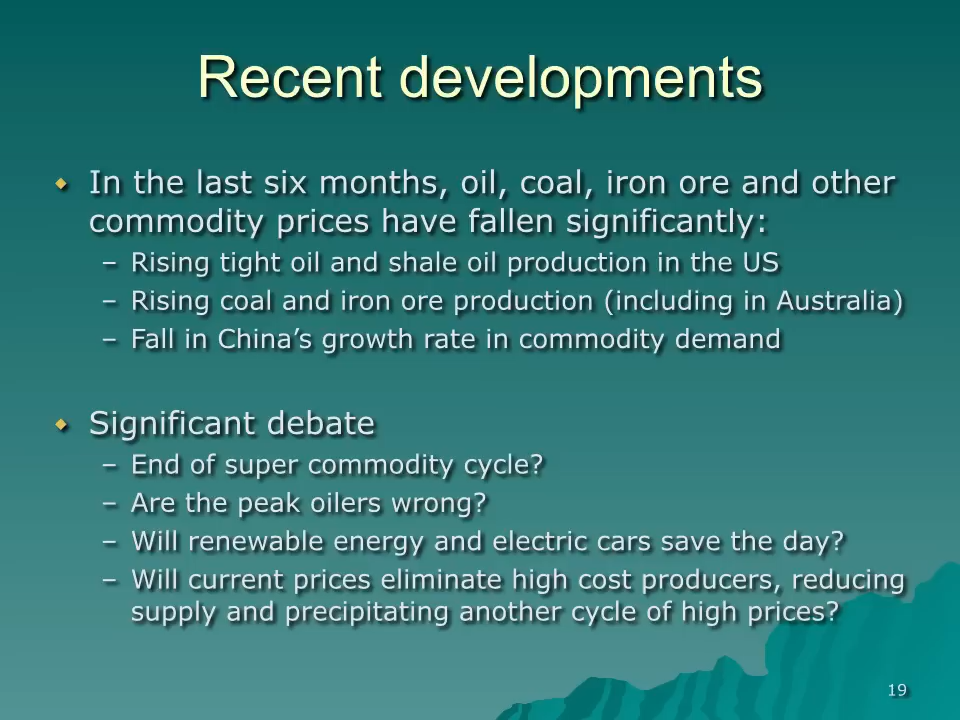 Recent developments
In the last six months, oil, coal, iron ore and other
commodity prices have fallen significantly:
– Rising tight oil and shale oil production in the US
– Rising coal and iron ore production (including in Australia)
– Fall in China’s growth rate in commodity demand
Significant debate
– End of super commodity cycle?
– Are the peak oilers wrong?
– Will renewable energy and electric cars save the day?
– Will current prices eliminate high cost producers, reducing
supply and precipitating another cycle of high prices?
19